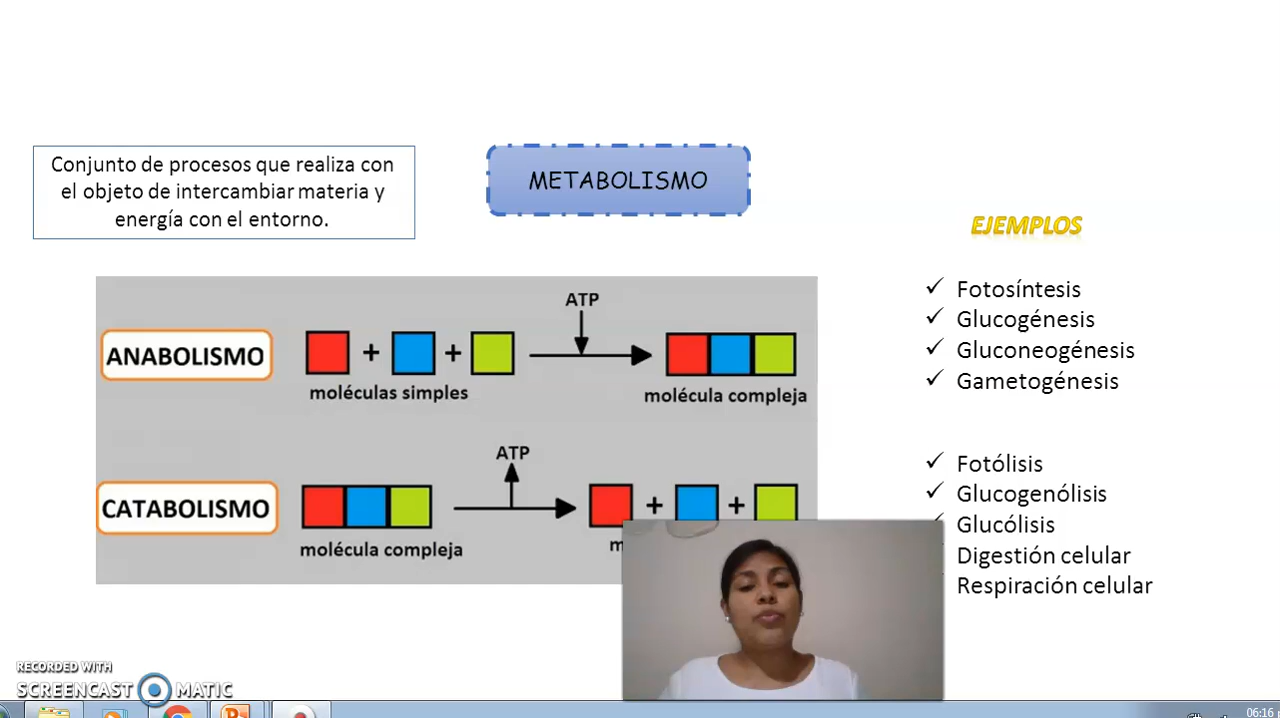 Conjunto de procesos que realiza con
el objeto de intercambiar materia y
energía con el entorno.
METABOLISMO
EJEMPLOS
ATP
ANABOLISMO
+
+
moléculas simples
molécula compleja
Fotosíntesis
Glucogénesis
Gluconeogénesis
Gametogénesis
ATP
CATABOLISMO
+
+
molécula compleja
Fotólisis
Glucogenólisis
Glucólisis
Digestión celular
Respiración celular
RECORDED WITH
SCREENCAST MATIC
06:16